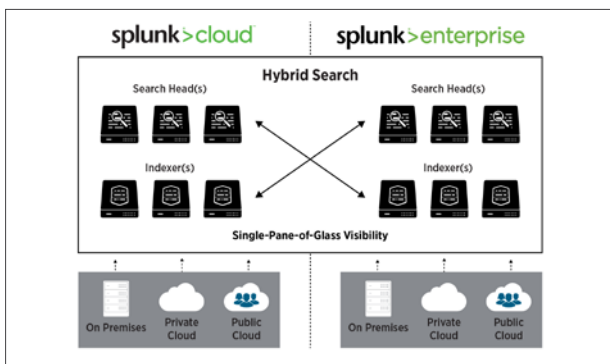 splunk>cloud™ splunk>enterprise
Hybrid Search
Search Head(s) Search Head(s)
Indexer(s) Indexer(s)
Single-Pane-of-Glass Visibility
On Premises Private Cloud Public Cloud On Premises Private Cloud Public Cloud